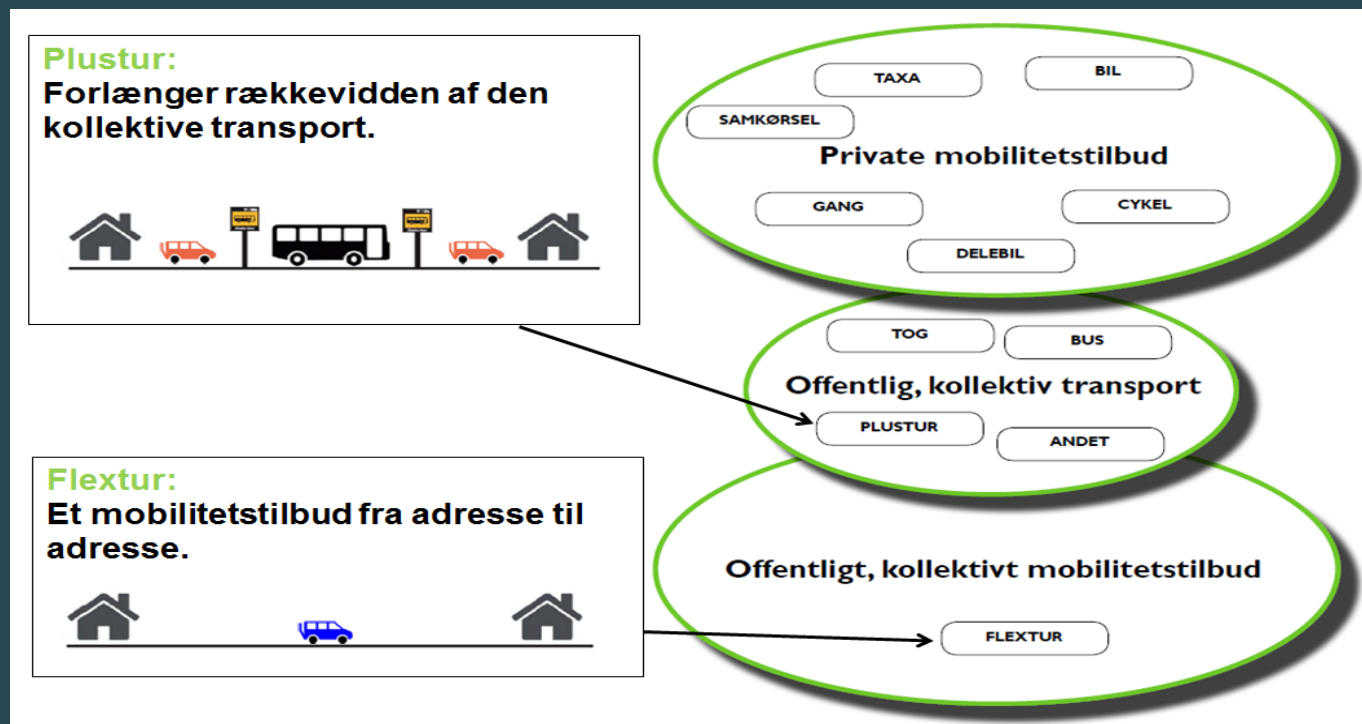 Plustur:
Forlænger rækkevidden af den
kollektive transport.
Flextur:
Et mobilitetstilbud fra adresse til
adresse.
TAXA
BIL
SAMKØRSEL
Private mobilitetstilbud
GANG
CYKEL
DELEBIL
TOG
BUS
Offentlig, kollektiv transport
PLUSTUR
ANDET
Offentligt, kollektivt mobilitetstilbud
FLEXTUR